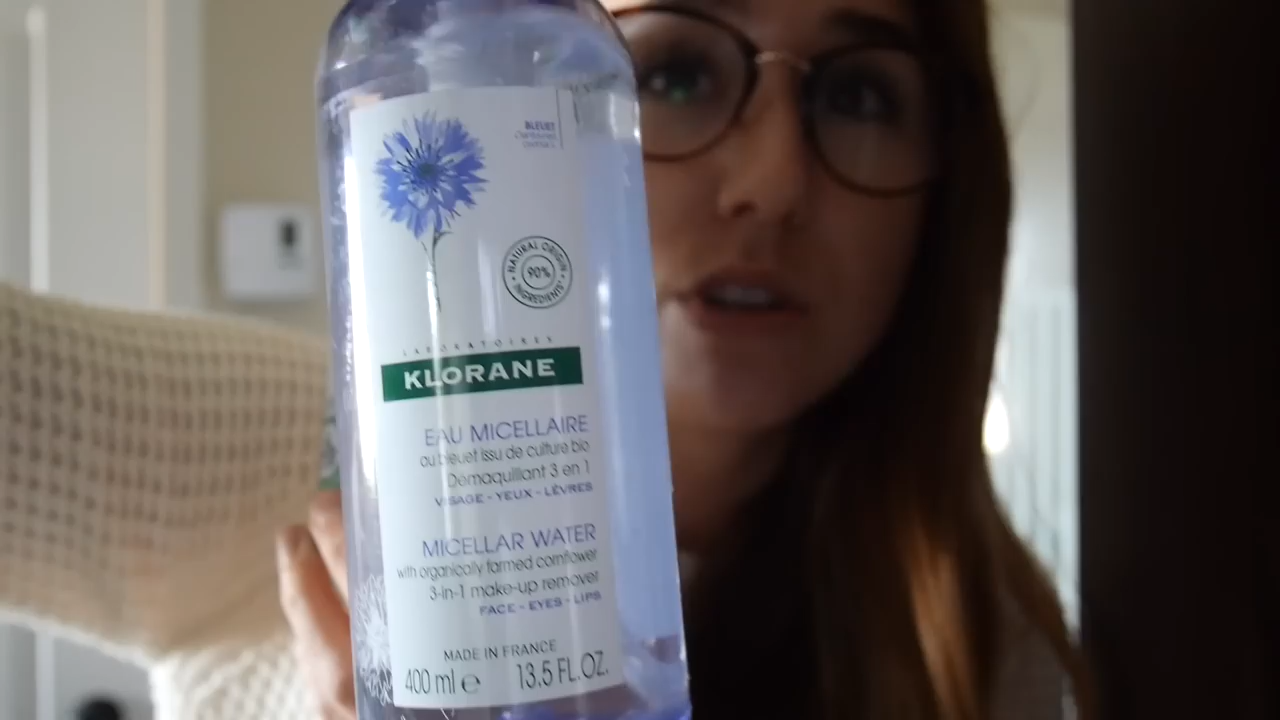 BLEUET
NATURAL ORIGIN
90%
INGREDIENTS
LABORATOIRES
KLORANE
EAU MICELLAIRE
au bleuet issu de culture bio
Démaquillant 3 en 1
VISAGE - YEUX - LÈVRES
MICELLAR WATER
with organically farmed cornflower
3-in-1 make-up remover
FACE - EYES - LIPS
MADE IN FRANCE
400 ml ℮ 13.5 FL.OZ.